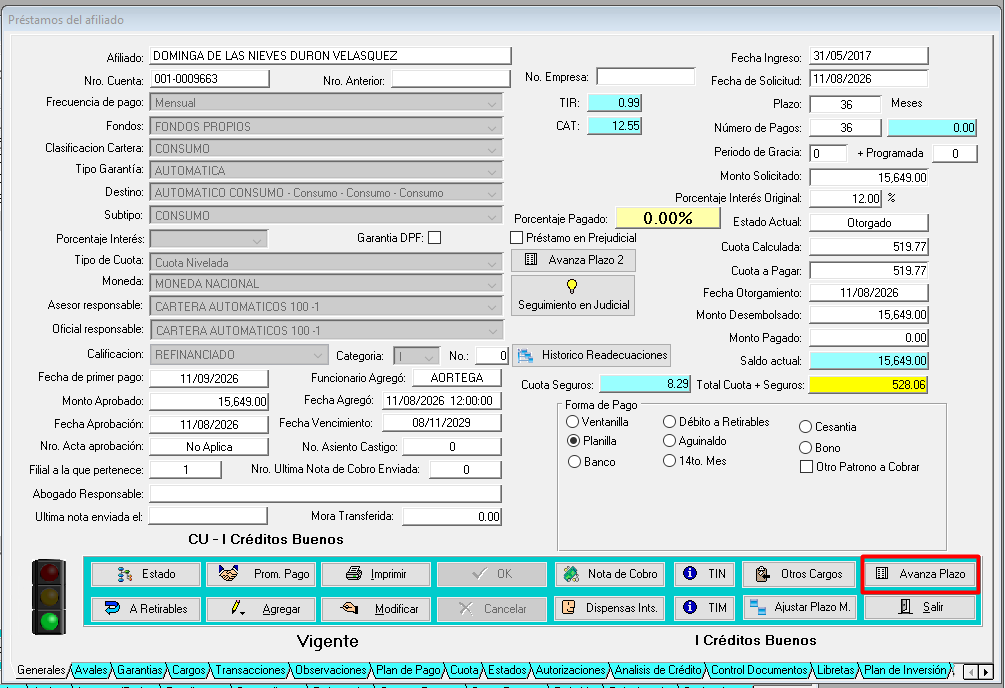 Préstamos del afiliado
Afiliado: DOMINGA DE LAS NIEVES DURON VELASQUEZ Fecha Ingreso: 31/05/2017
Nro. Cuenta: 001-0009663 Nro. Anterior: No. Empresa: Fecha de Solicitud: 11/08/2026
Frecuencia de pago: Mensual TIR: 0.99 Plazo: 36 Meses
Fondos: FONDOS PROPIOS CAT: 12.55 Número de Pagos: 36 0.00
Clasificacion Cartera: CONSUMO Periodo de Gracia: 0 + Programada 0
Tipo Garantía: AUTOMATICA Monto Solicitado: 15,649.00
Destino: AUTOMATICO CONSUMO - Consumo - Consumo - Consumo Porcentaje Interés Original: 12.00 %
Subtipo: CONSUMO Porcentaje Pagado: 0.00% Estado Actual: Otorgado
Porcentaje Interés: Garantia DPF: Préstamo en Prejudicial Cuota Calculada: 519.77
Tipo de Cuota: Cuota Nivelada Avanza Plazo 2 Cuota a Pagar: 519.77
Moneda: MONEDA NACIONAL Fecha Otorgamiento: 11/08/2026
Asesor responsable: CARTERA AUTOMATICOS 100 -1 Seguimiento en Judicial Monto Desembolsado: 15,649.00
Oficial responsable: CARTERA AUTOMATICOS 100 -1 Monto Pagado: 0.00
Calificacion: REFINANCIADO Categoria: I No.: 0 Historico Readecuaciones Saldo actual: 15,649.00
Fecha de primer pago: 11/09/2026 Funcionario Agregó: AORTEGA Cuota Seguros: 8.29 Total Cuota + Seguros: 528.06
Monto Aprobado: 15,649.00 Fecha Agregó: 11/08/2026 12:00:00 Forma de Pago
Fecha Aprobación: 11/08/2026 Fecha Vencimiento: 08/11/2029 Ventanilla Débito a Retirables Cesantia
Nro. Acta aprobación: No Aplica No. Asiento Castigo: 0 Planilla Aguinaldo Bono
Filial a la que pertenece: 1 Nro. Ultima Nota de Cobro Enviada: 0 Banco 14to. Mes Otro Patrono a Cobrar
Abogado Responsable:
Ultima nota enviada el: Mora Transferida: 0.00
CU - I Créditos Buenos
Estado Prom. Pago Imprimir OK Nota de Cobro TIN Otros Cargos Avanza Plazo
A Retirables Agregar Modificar Cancelar Dispensas Ints. TIM Ajustar Plazo M. Salir
Vigente I Créditos Buenos
Generales Avales Garantias Cargos Transacciones Observaciones Plan de Pago Cuota Estados Autorizaciones Analisis de Crédito Control Documentos Libretas Plan de Inversión